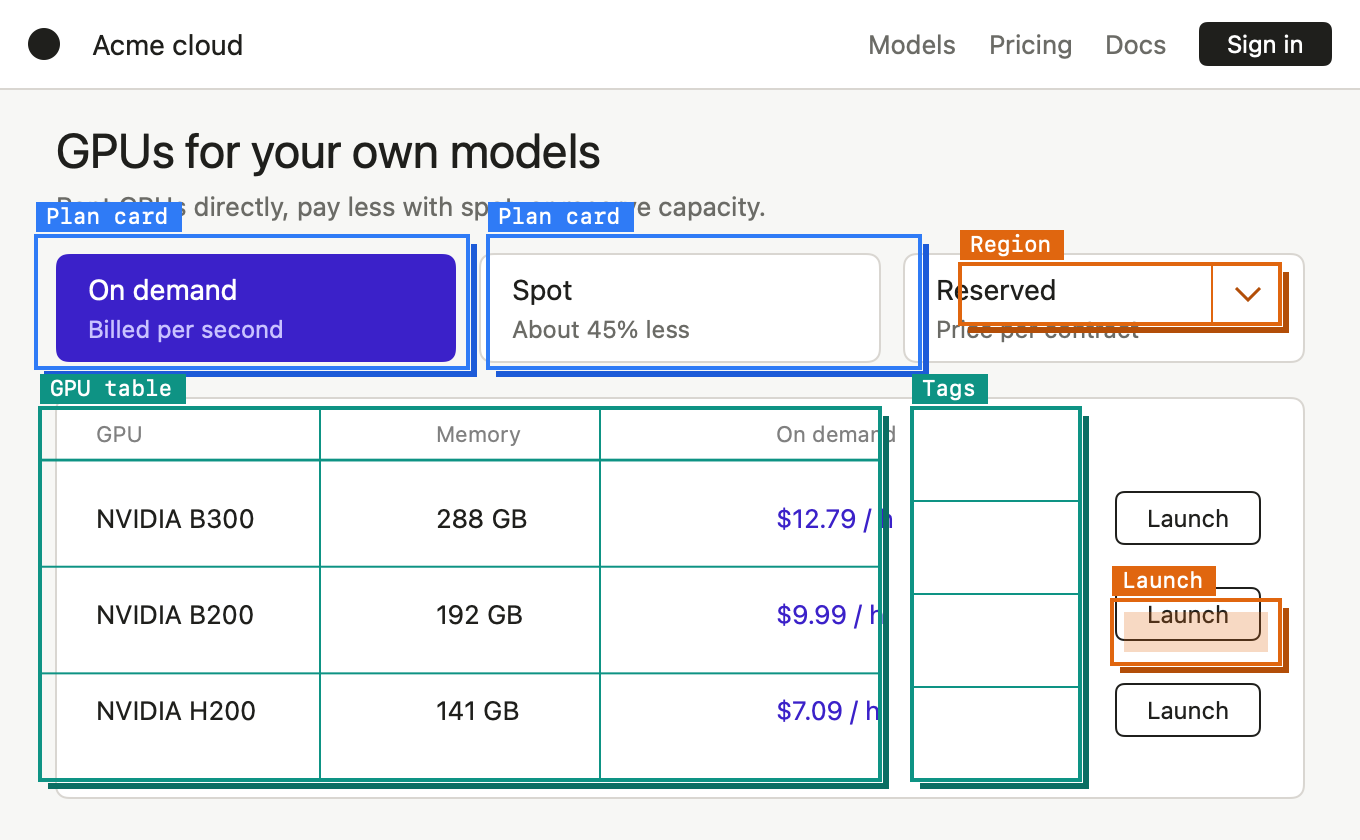 Acme cloud
Models Pricing Docs Sign in
GPUs for your own models
directly, pay less with capacity.
Plan card Plan card
Region
On demand Spot Reserved
Billed per second About 45% less Price per contract
GPU table Tags
GPU Memory On demand
NVIDIA B300 288 GB $12.79 / h Launch
Launch
NVIDIA B200 192 GB $9.99 / h Launch
NVIDIA H200 141 GB $7.09 / h Launch